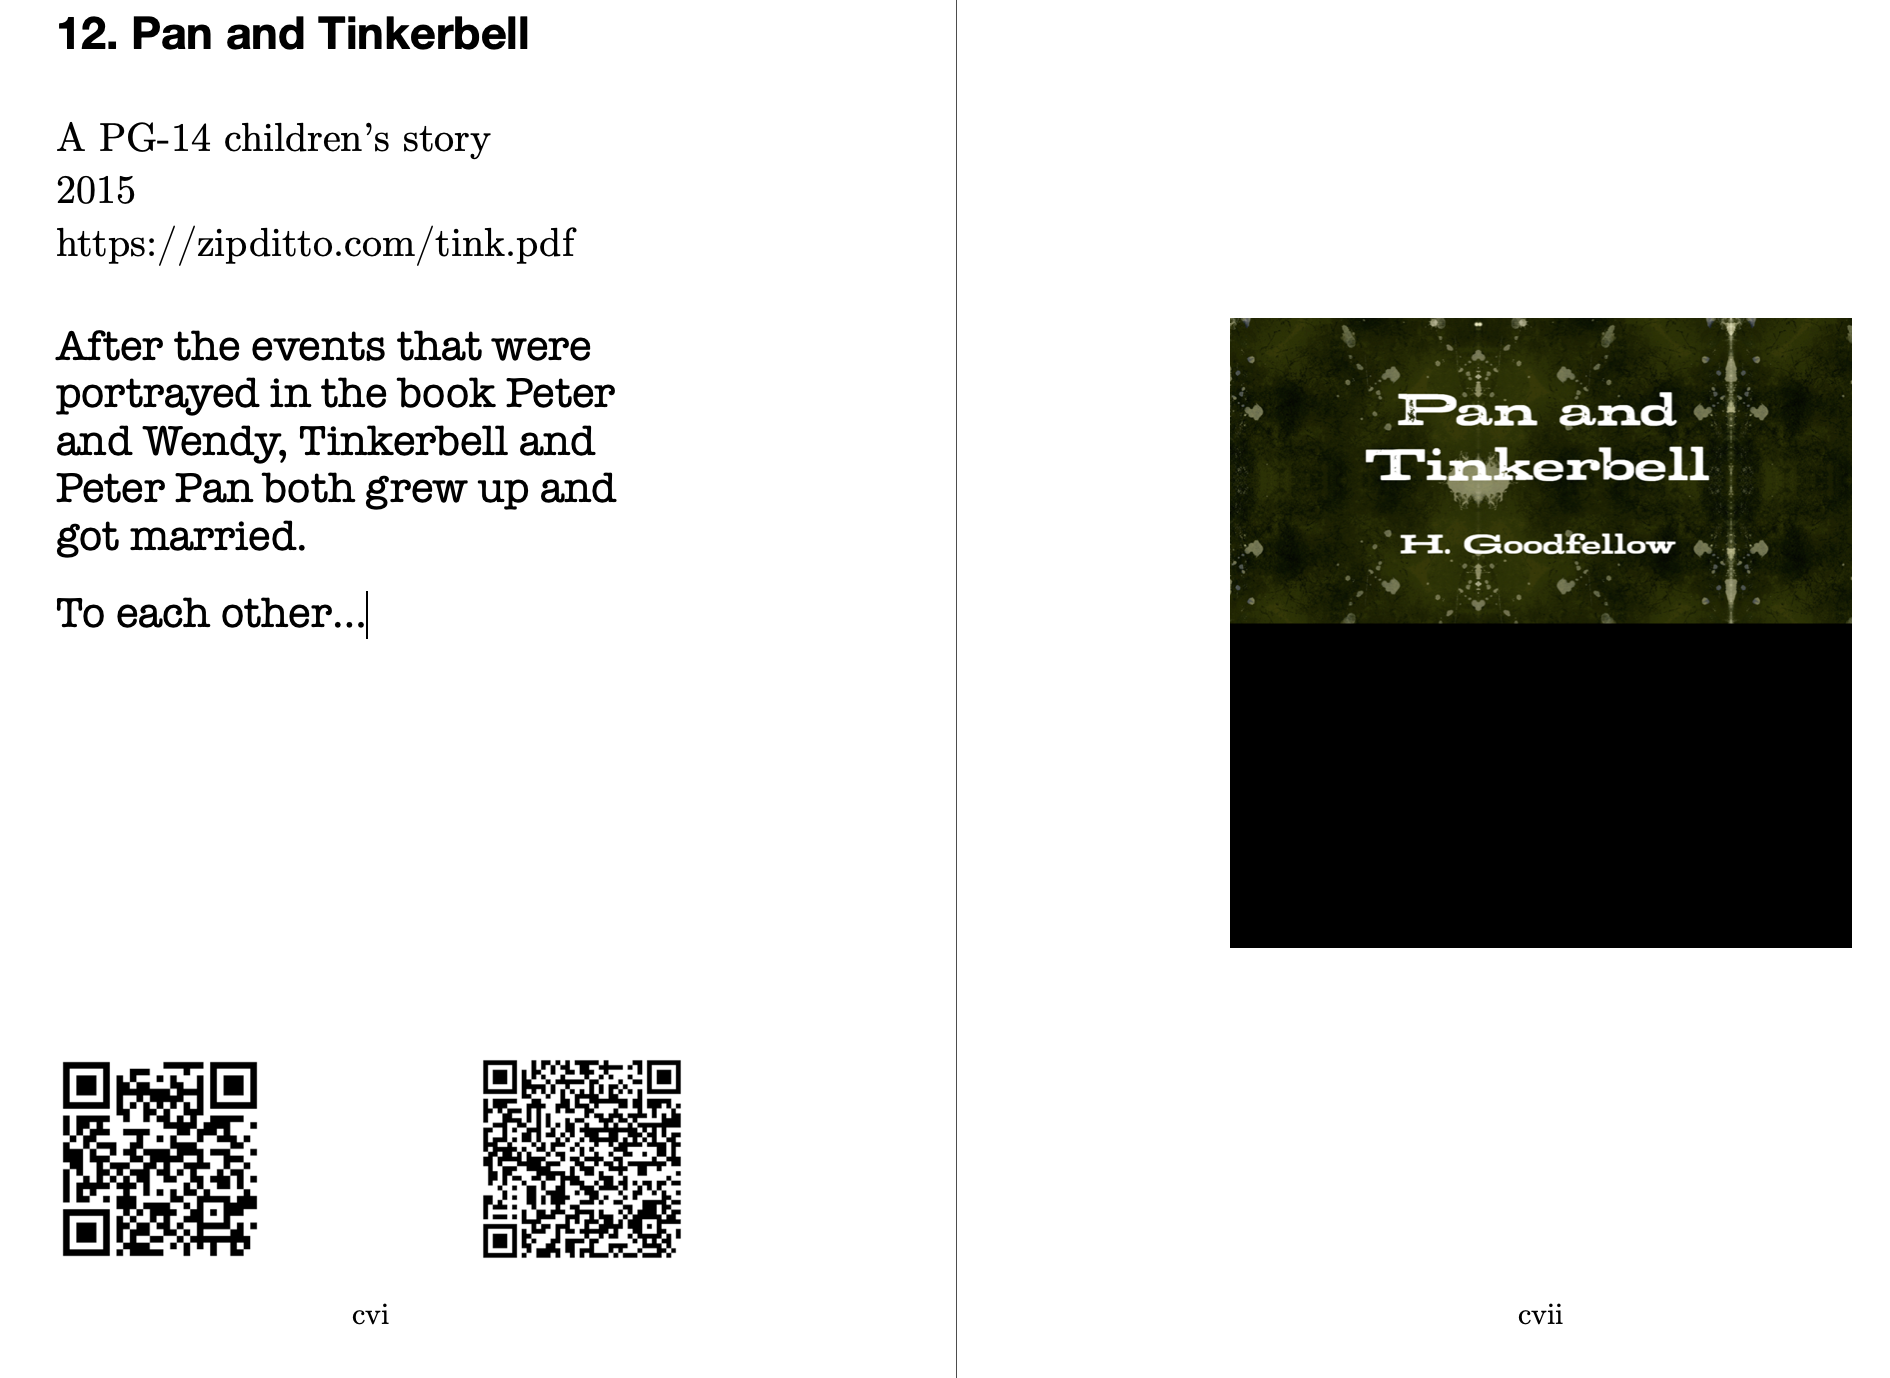 12. Pan and Tinkerbell
A PG-14 children’s story
2015
https://zipditto.com/tink.pdf
After the events that were
portrayed in the book Peter
and Wendy, Tinkerbell and
Peter Pan both grew up and
got married.
To each other...
cvi
Pan and
Tinkerbell
H. Goodfellow
cvii